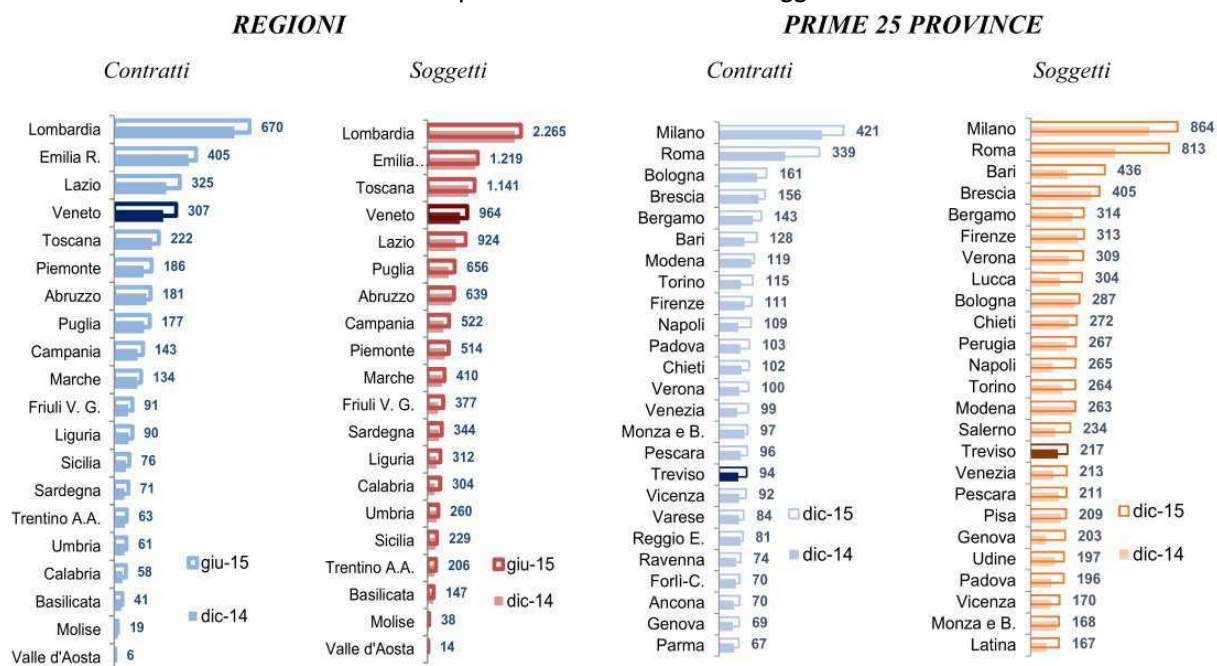 REGIONI
PRIME 25 PROVINCE
Contratti
Soggetti
Contratti
Soggetti
Lombardia 670
Emilia R. 405
Lazio 325
Veneto 307
Toscana 222
Piemonte 186
Abruzzo 181
Puglia 177
Campania 143
Marche 134
Friuli V. G. 91
Liguria 90
Sicilia 76
Sardegna 71
Trentino A.A. 63
Umbria 61
Calabria 58
Basilicata 41
Molise 19
Valle d'Aosta 6
giu-15
dic-14
Lombardia 2.265
Emilia... 1.219
Toscana 1.141
Veneto 964
Lazio 924
Puglia 656
Abruzzo 639
Campania 522
Piemonte 514
Marche 410
Friuli V. G. 377
Sardegna 344
Liguria 312
Calabria 304
Umbria 260
Sicilia 229
Trentino A.A. 206
Basilicata 147
Molise 38
Valle d'Aosta 14
giu-15
dic-14
Milano 421
Roma 339
Bologna 161
Brescia 156
Bergamo 143
Bari 128
Modena 119
Torino 115
Firenze 111
Napoli 109
Padova 103
Chieti 102
Verona 100
Venezia 99
Monza e B. 97
Pescara 96
Treviso 94
Vicenza 92
Varese 84
Reggio E. 81
Ravenna 74
Forlì-C. 70
Ancona 70
Genova 69
Parma 67
dic-15
dic-14
Milano 864
Roma 813
Bari 436
Brescia 405
Bergamo 314
Firenze 313
Verona 309
Lucca 304
Bologna 287
Chieti 272
Perugia 267
Napoli 265
Torino 264
Modena 263
Salerno 234
Treviso 217
Venezia 213
Pescara 211
Pisa 209
Genova 203
Udine 197
Padova 196
Vicenza 170
Monza e B. 168
Latina 167
dic-15
dic-14